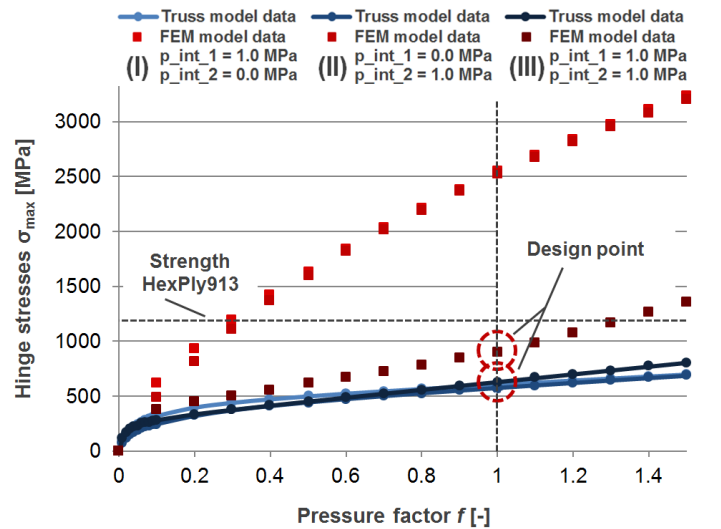 Truss model data Truss model data Truss model data
FEM model data FEM model data FEM model data
(I) p_int_1 = 1.0 MPa (II) p_int_1 = 0.0 MPa (III) p_int_1 = 1.0 MPa
p_int_2 = 0.0 MPa p_int_2 = 1.0 MPa p_int_2 = 1.0 MPa
Hinge stresses σmax [MPa]
3000
2500
2000
1500
1000
500
0
Strength
HexPly913
Design point
0 0.2 0.4 0.6 0.8 1 1.2 1.4
Pressure factor f [-]